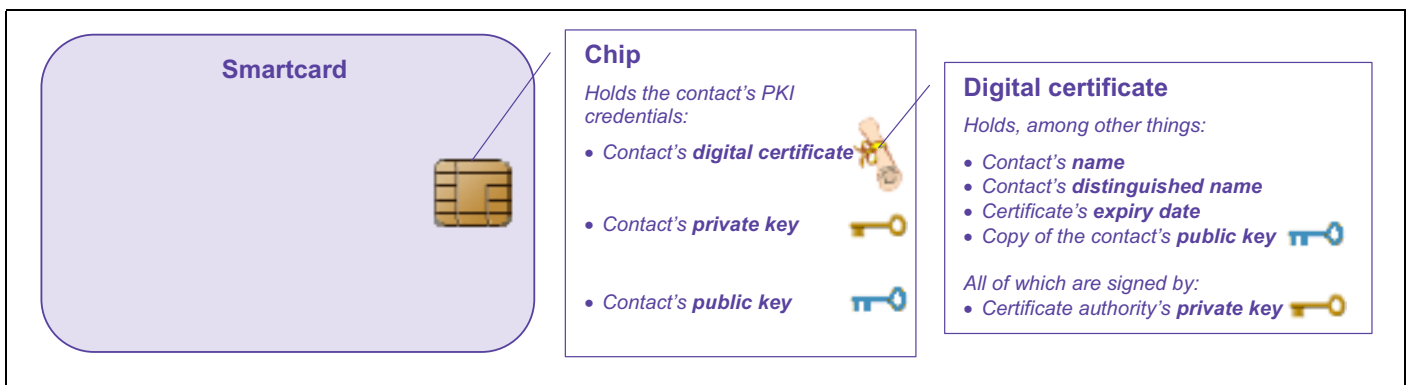 Smartcard
Chip
Holds the contact’s PKI
credentials:
• Contact’s digital certificate
• Contact’s private key
• Contact’s public key
Digital certificate
Holds, among other things:
• Contact’s name
• Contact’s distinguished name
• Certificate’s expiry date
• Copy of the contact’s public key
All of which are signed by:
• Certificate authority’s private key